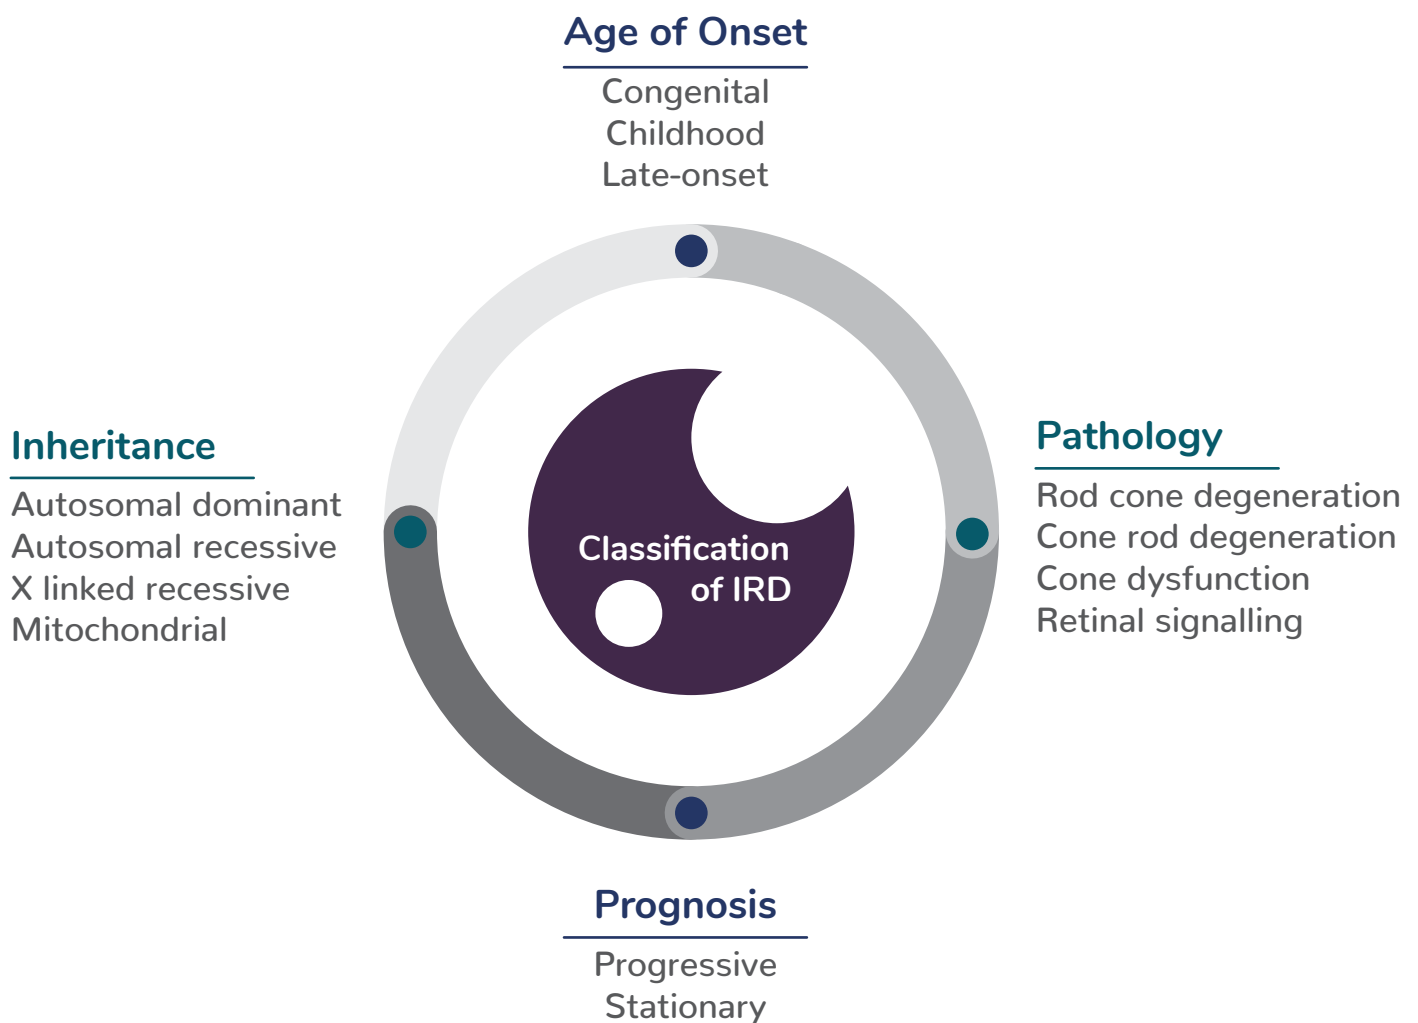 Age of Onset
Congenital
Childhood
Late-onset
Inheritance
Autosomal dominant
Autosomal recessive
X linked recessive
Mitochondrial
Classification
of IRD
Pathology
Rod cone degeneration
Cone rod degeneration
Cone dysfunction
Retinal signalling
Prognosis
Progressive
Stationary